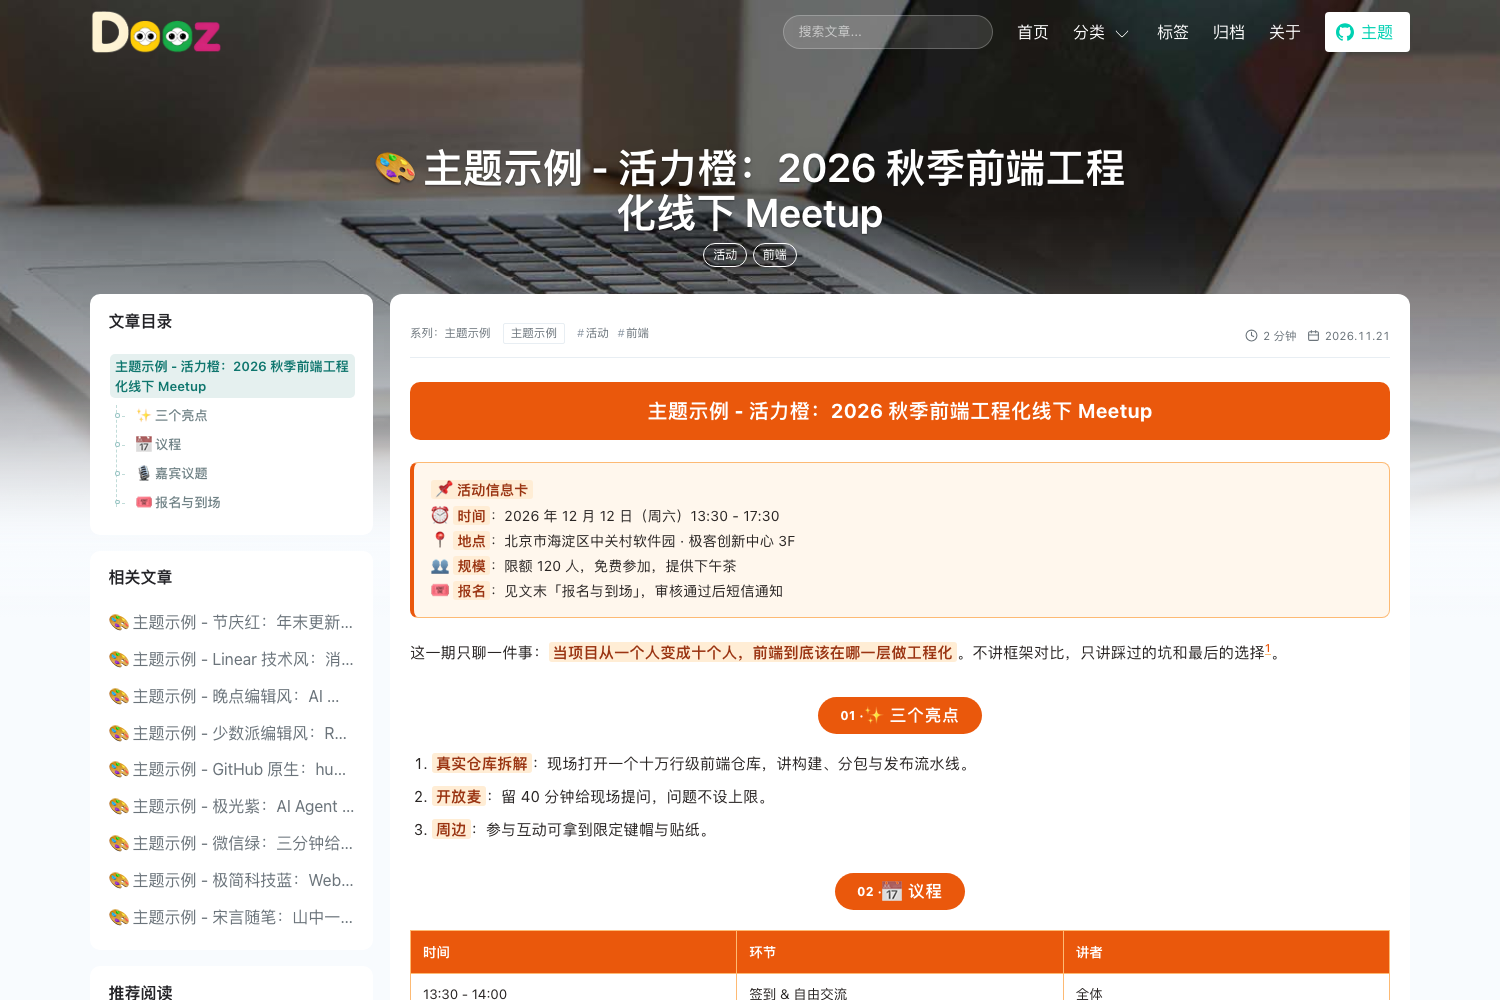 Dooz
搜索文章...
首页
分类
标签
归档
关于
主题
🎨 主题示例 - 活力橙：2026 秋季前端工程
化线下 Meetup
活动
前端
文章目录
主题示例 - 活力橙：2026 秋季前端工程
化线下 Meetup
✨ 三个亮点
📅 议程
🎙️ 嘉宾议题
🎟️ 报名与到场
相关文章
🎨 主题示例 - 节庆红：年末更新...
🎨 主题示例 - Linear 技术风：消...
🎨 主题示例 - 晚点编辑风：AI ...
🎨 主题示例 - 少数派编辑风：R...
🎨 主题示例 - GitHub 原生：hu...
🎨 主题示例 - 极光紫：AI Agent ...
🎨 主题示例 - 微信绿：三分钟给...
🎨 主题示例 - 极简科技蓝：Web...
🎨 主题示例 - 宋言随笔：山中一...
推荐阅读
系列：主题示例 主题示例 #活动 #前端
2 分钟 2026.11.21
主题示例 - 活力橙：2026 秋季前端工程化线下 Meetup
📌 活动信息卡
⏰ 时间：2026 年 12 月 12 日（周六）13:30 - 17:30
📍 地点：北京市海淀区中关村软件园 · 极客创新中心 3F
👥 规模：限额 120 人，免费参加，提供下午茶
🎟️ 报名：见文末「报名与到场」，审核通过后短信通知
这一期只聊一件事：当项目从一个人变成十个人，前端到底该在哪一层做工程化。不讲框架对比，只讲踩过的坑和最后的选择1。
01 · ✨ 三个亮点
1. 真实仓库拆解：现场打开一个十万行级前端仓库，讲构建、分包与发布流水线。
2. 开放麦：留 40 分钟给现场提问，问题不设上限。
3. 周边：参与互动可拿到限定键帽与贴纸。
02 · 📅 议程
时间 环节 讲者
13:30 - 14:00 签到 & 自由交流 全体